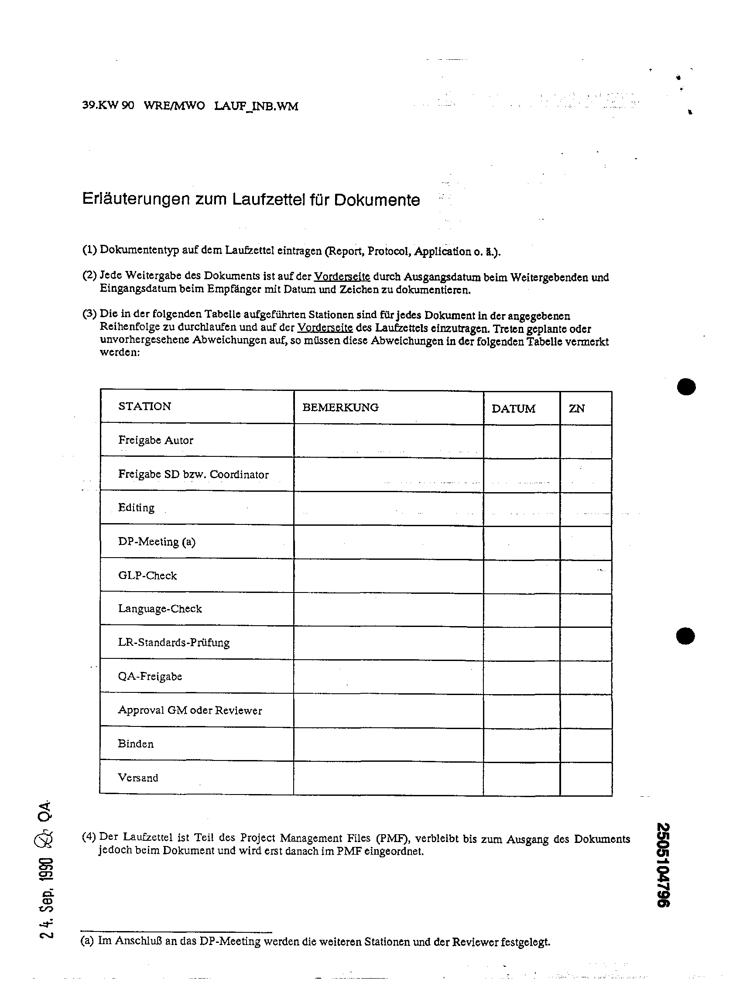 39.KW 90 WRE/MWO LAUF_INB.WM
Erläuterungen zum Laufzettel für Dokumente
(1) Dokumententyp auf dem Laufzettel eintragen (Report, Protocol, Application o. ä.).
(2) Jede Weitergabe des Dokuments ist auf der Vorderseite durch Ausgangsdatum beim Weitergebenden und
Eingangsdatum beim Empfänger mit Datum und Zeichen zu dokumentieren.
(3) Die in der folgenden Tabelle aufgeführten Stationen sind für jedes Dokument in der angegebenen
Reihenfolge zu durchlaufen und auf der Vorderseite des Laufzettels einzutragen. Treten geplante oder
unvorhergesehene Abweichungen auf, so müssen diese Abweichungen in der folgenden Tabelle vermerkt
werden:
STATION BEMERKUNG DATUM ZN
Freigabe Autor
Freigabe SD bzw. Coordinator
Editing
DP-Meeting (a)
GLP-Check
Language-Check
LR-Standards-Prüfung
QA-Freigabe
Approval GM oder Reviewer
Binden
Versand
(4) Der Laufzettel ist Teil des Project Management Files (PMF), verbleibt bis zum Ausgang des Dokuments
jedoch beim Dokument und wird erst danach im PMF eingeordnet.
(a) Im Anschluß an das DP-Meeting werden die weiteren Stationen und der Reviewer festgelegt.
24. Sep. 1990 QA
2505104796